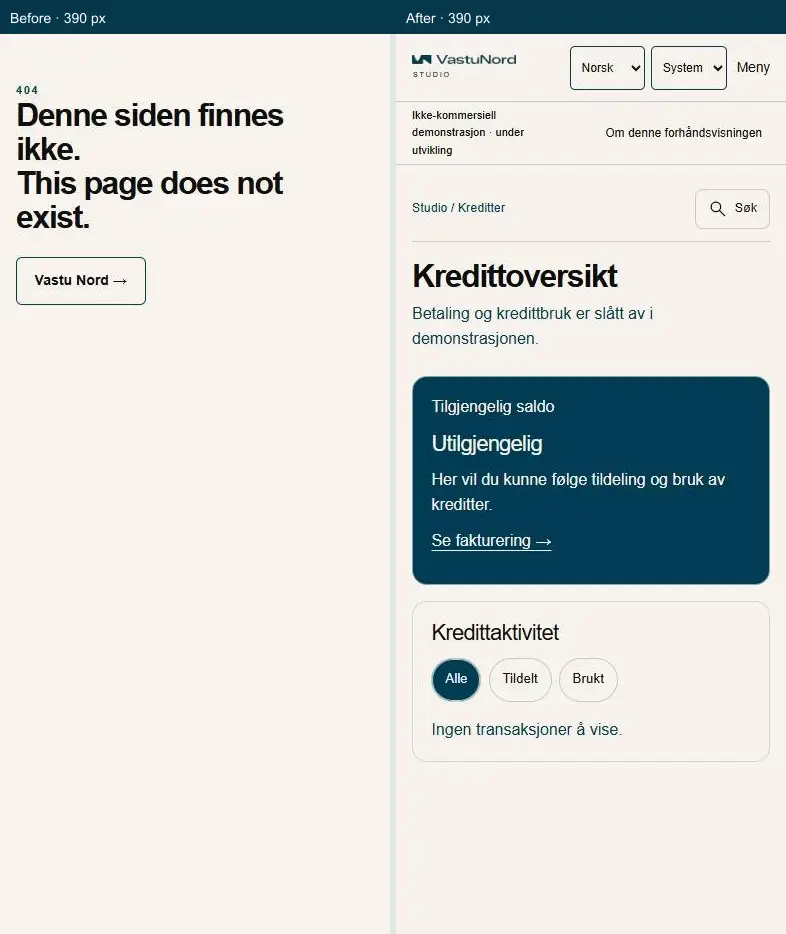 Before · 390 px
404
Denne siden finnes
ikke.
This page does not
exist.
Vastu Nord →
After · 390 px
VastuNord
STUDIO
Norsk
System
Meny
Ikke-kommersiell
demonstrasjon · under
utvikling
Om denne forhåndsvisningen
Studio / Kreditter
Søk
Kredittoversikt
Betaling og kredittbruk er slått av i
demonstrasjonen.
Tilgjengelig saldo
Utilgjengelig
Her vil du kunne følge tildeling og bruk av
kreditter.
Se fakturering →
Kredittaktivitet
Alle
Tildelt
Brukt
Ingen transaksjoner å vise.